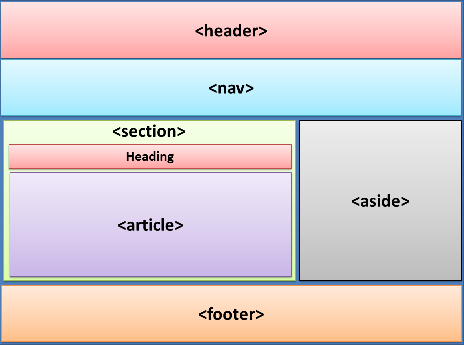 <header>
<nav>
<section>
Heading
<article>
<aside>
<footer>